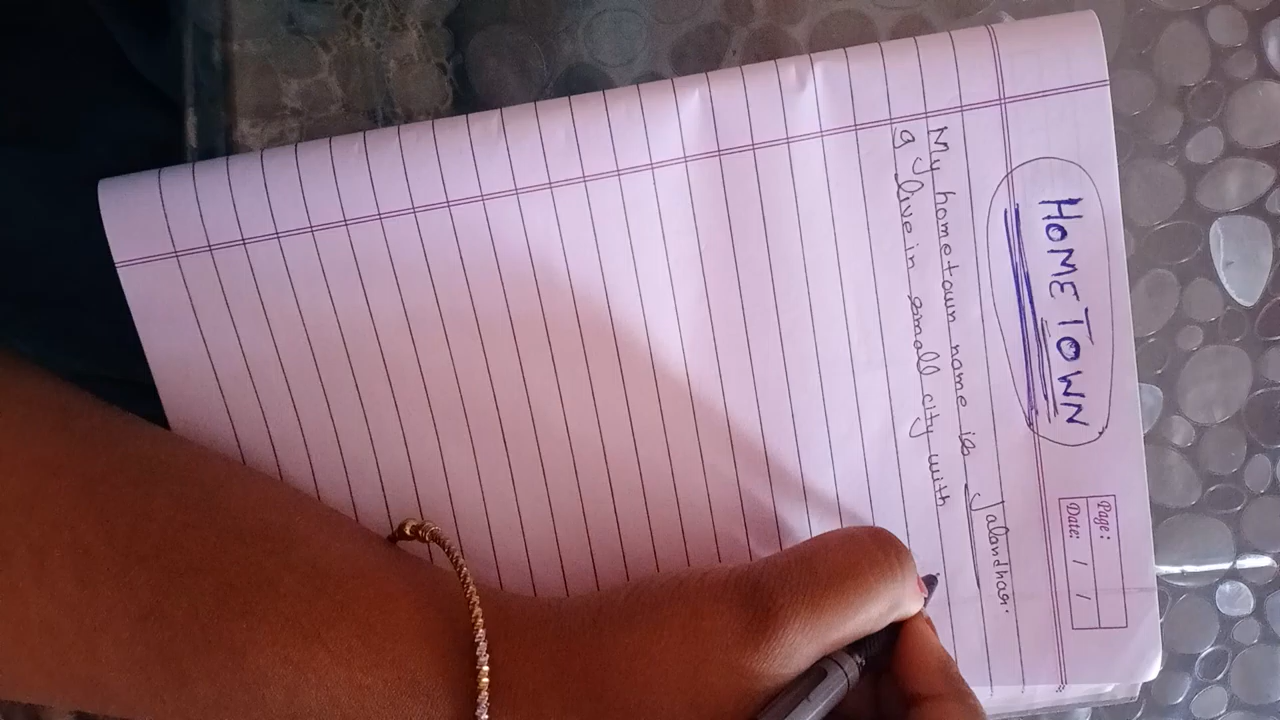 HOME TOWN
Page:
Date: / /
My hometown name is Jalandhar.
g live in small city with